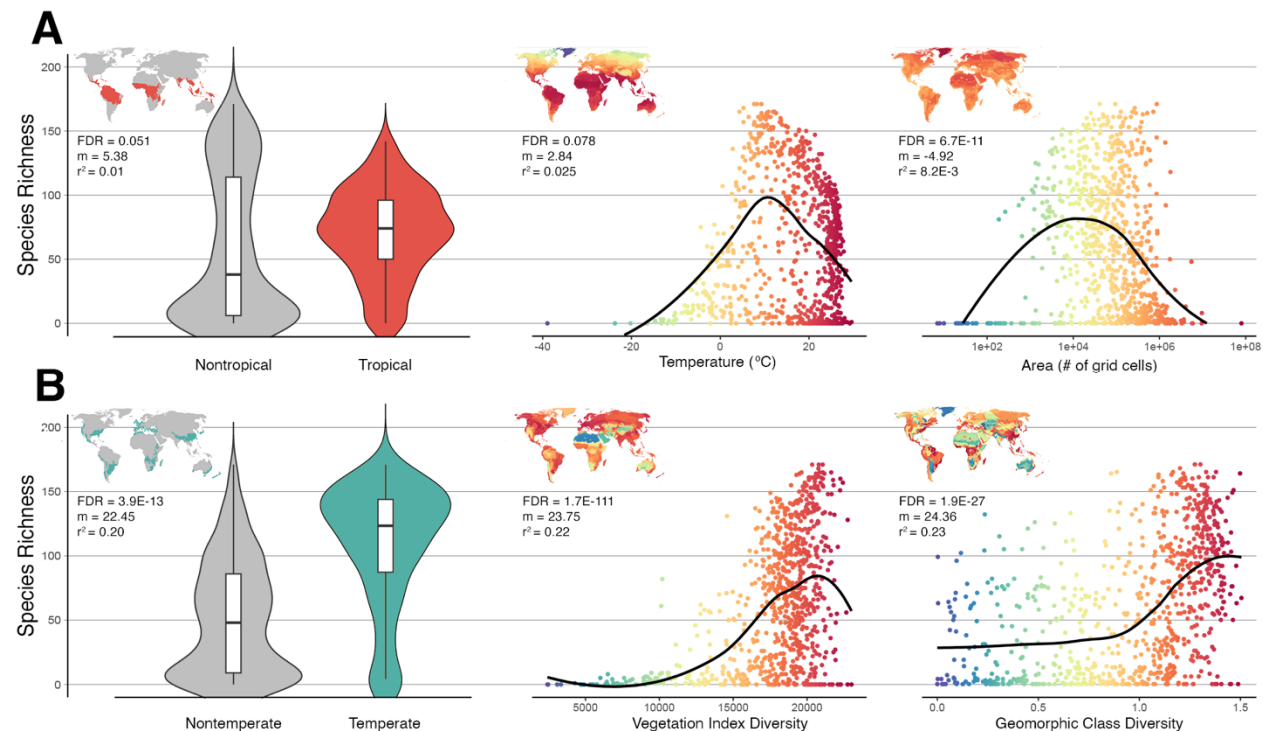 A
Species Richness
200
150
100
50
0
FDR = 0.051
m = 5.38
r² = 0.01
Nontropical
Tropical
FDR = 0.078
m = 2.84
r² = 0.025
-40
-20
0
20
Temperature (°C)
FDR = 6.7E-11
m = -4.92
r² = 8.2E-3
1e+02
1e+04
1e+06
1e+08
Area (# of grid cells)
B
Species Richness
200
150
100
50
0
FDR = 3.9E-13
m = 22.45
r² = 0.20
Nontemperate
Temperate
FDR = 1.7E-111
m = 23.75
r² = 0.22
5000
10000
15000
20000
Vegetation Index Diversity
FDR = 1.9E-27
m = 24.36
r² = 0.23
0.0
0.5
1.0
1.5
Geomorphic Class Diversity